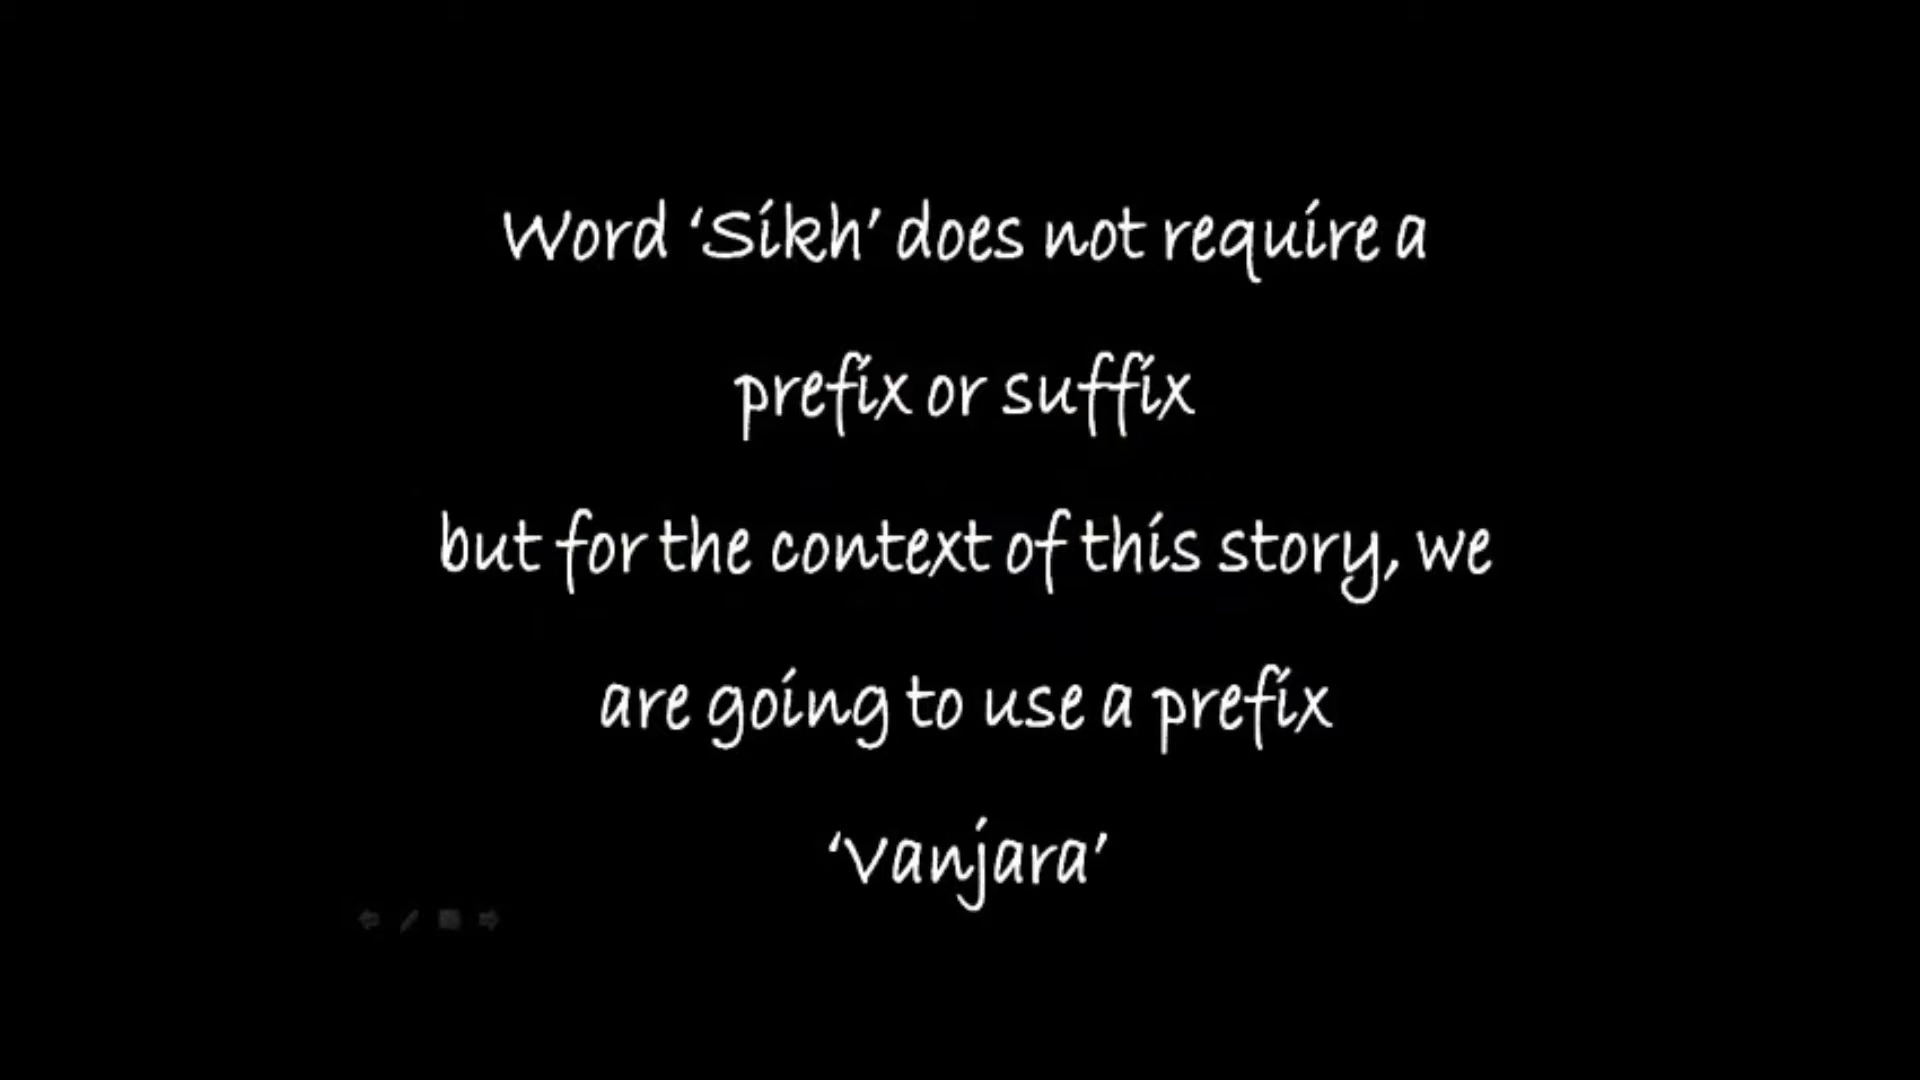 Word ‘Sikh’ does not require a
prefix or suffix
but for the context of this story, we
are going to use a prefix
‘Vanjara’